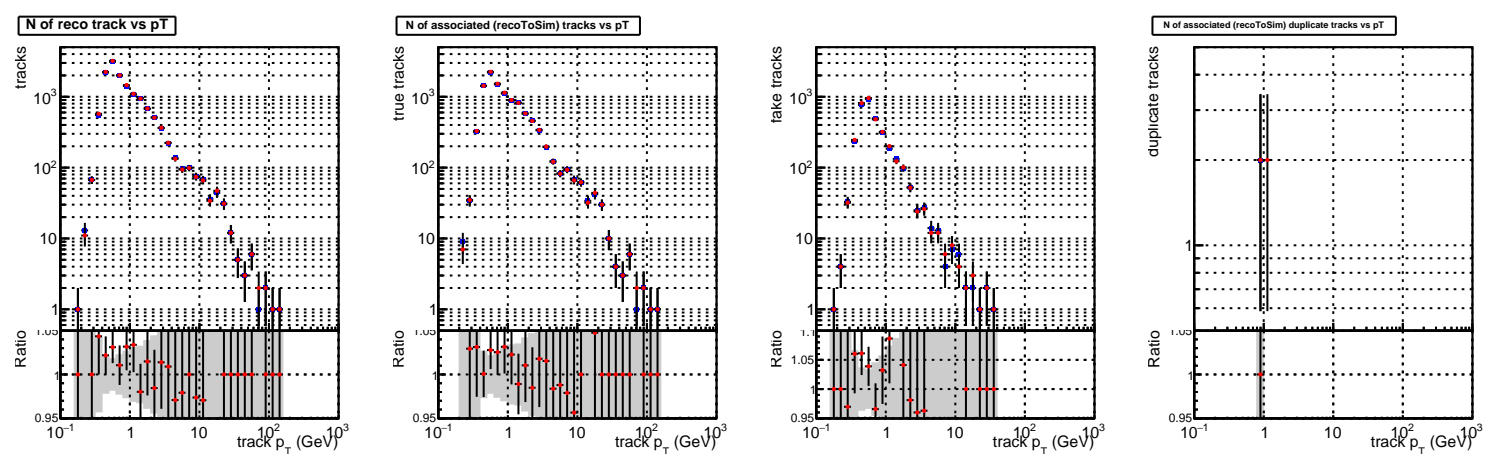 N of reco track vs pT
tracks
10³
10²
10
1
Ratio
1.05
1
0.95
10⁻¹ 1 10 10² 10³
track p_T (GeV)
N of associated (recoToSim) tracks vs pT
true tracks
10³
10²
10
1
Ratio
1.05
1
0.95
10⁻¹ 1 10 10² 10³
track p_T (GeV)
fake tracks
10³
10²
10
1
Ratio
1.1
1.05
1
0.95
10⁻¹ 1 10 10² 10³
track p_T (GeV)
N of associated (recoToSim) duplicate tracks vs pT
duplicate tracks
1
Ratio
1.05
1
0.95
10⁻¹ 1 10 10² 10³
track p_T (GeV)